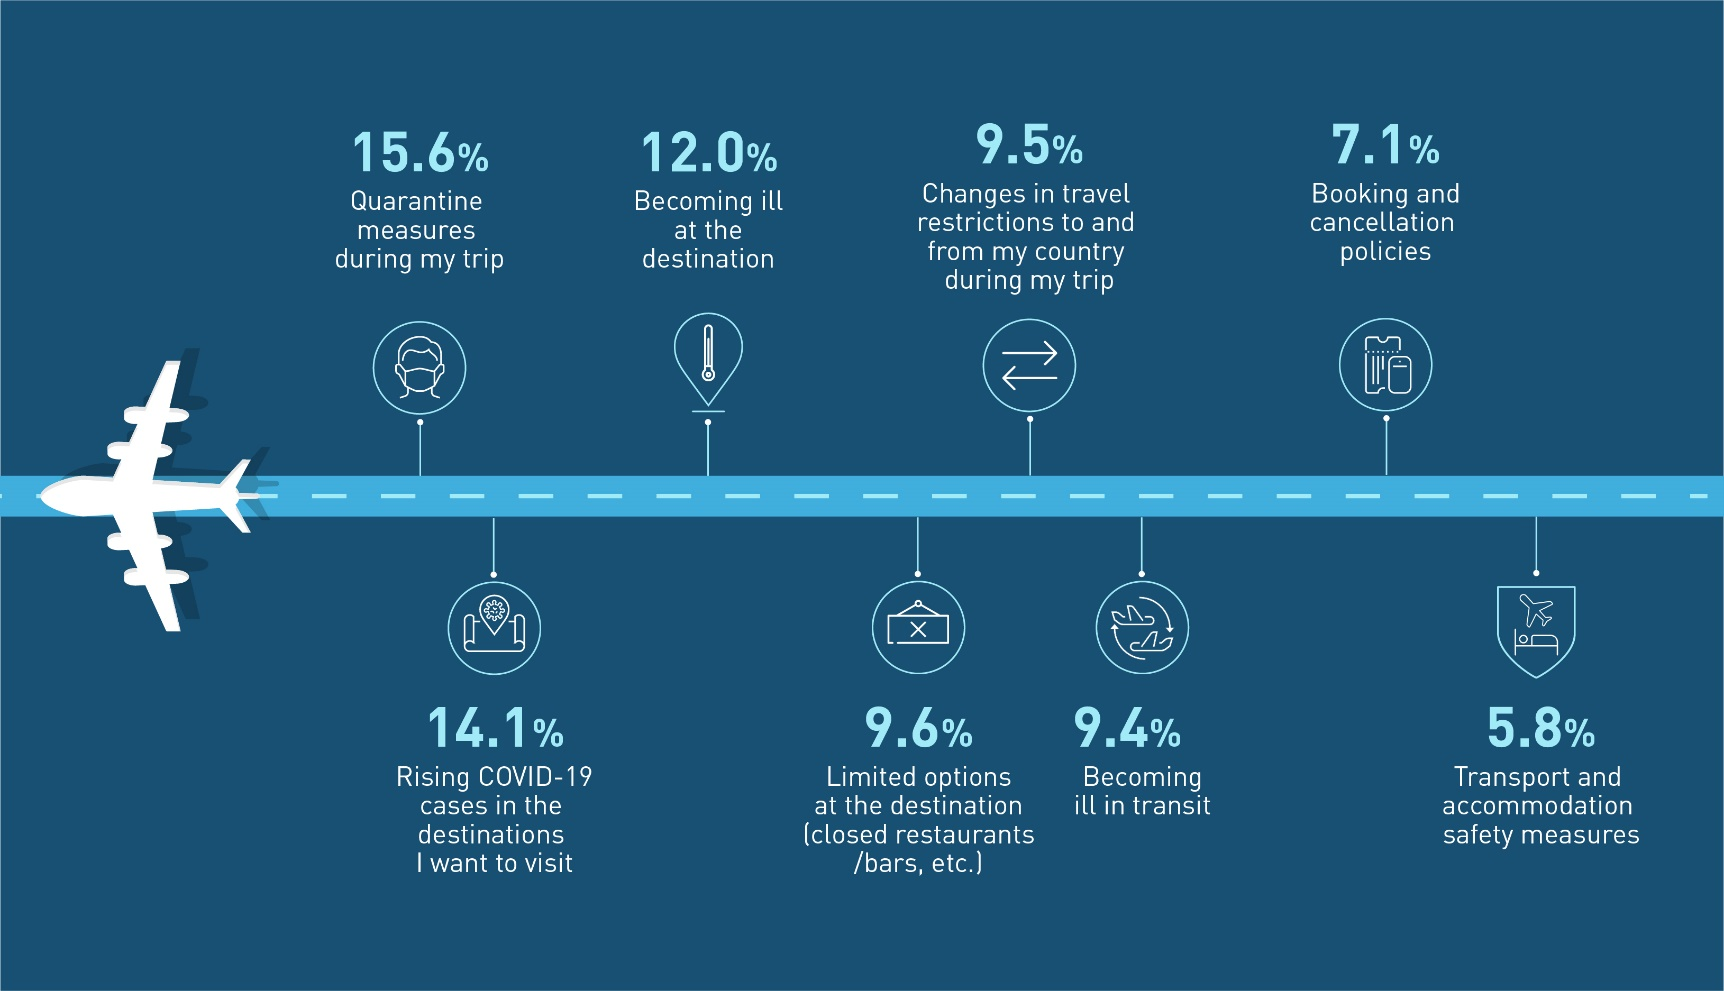 15.6%
Quarantine
measures
during my trip
12.0%
Becoming ill
at the
destination
9.5%
Changes in travel
restrictions to and
from my country
during my trip
7.1%
Booking and
cancellation
policies
14.1%
Rising COVID-19
cases in the
destinations
I want to visit
9.6%
Limited options
at the destination
(closed restaurants
/bars, etc.)
9.4%
Becoming
ill in transit
5.8%
Transport and
accommodation
safety measures